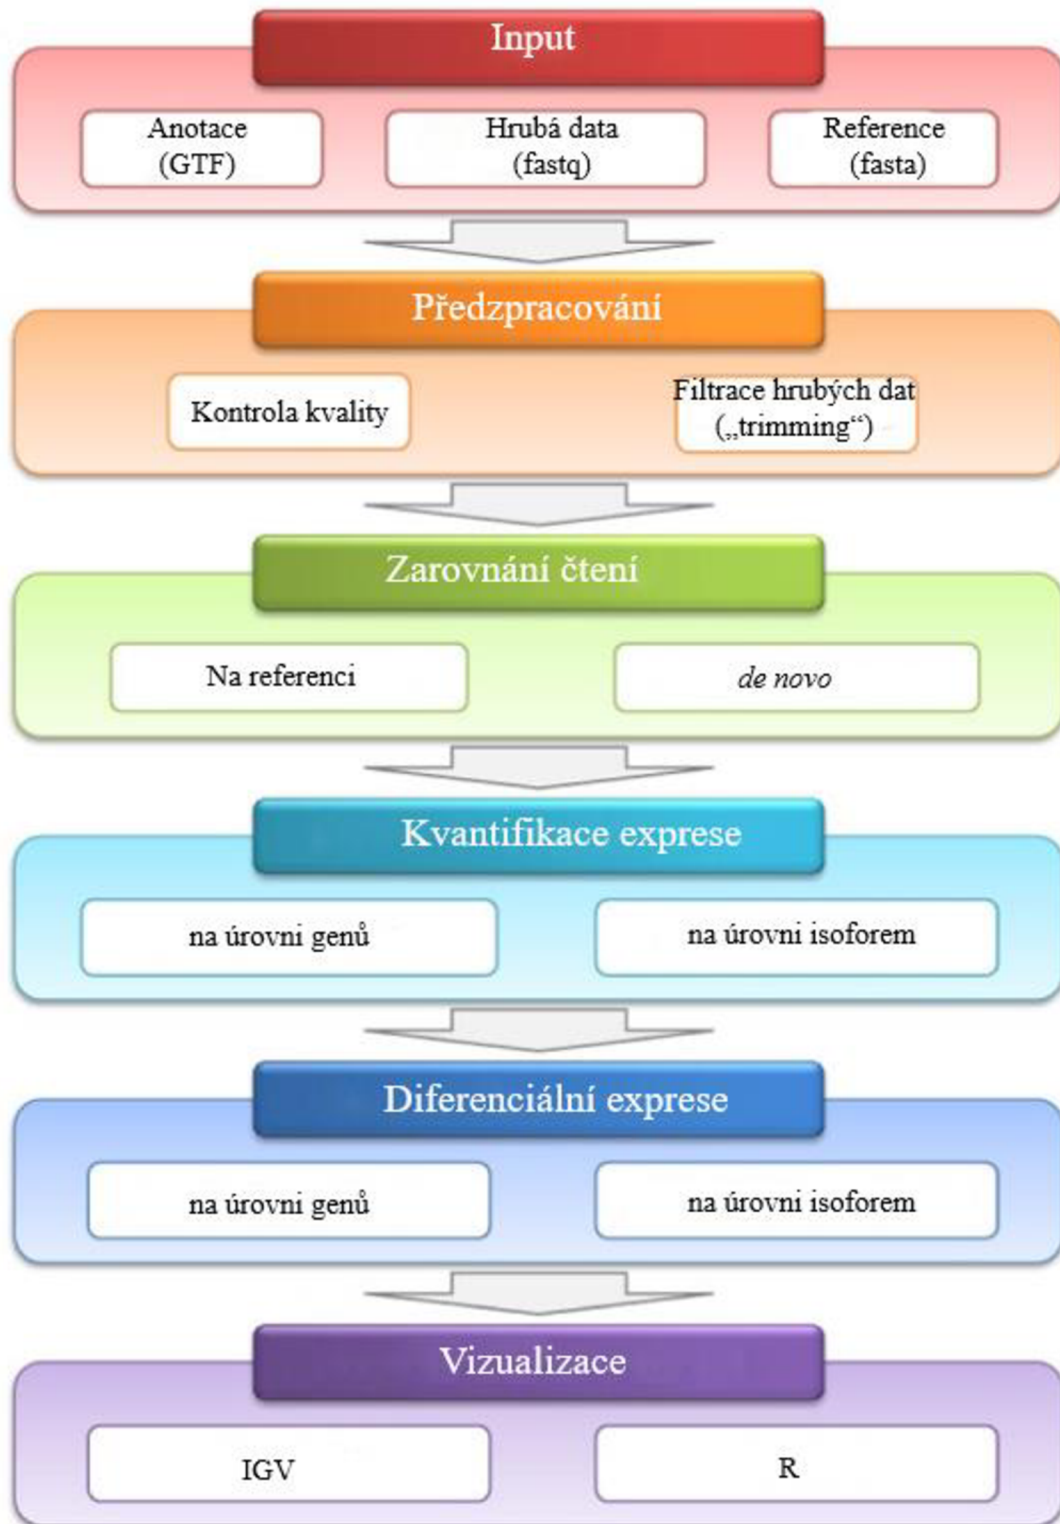 Input
Anotace
(GTF)
Hrubá data
(fastq)
Reference
(fasta)
Předzpracování
Kontrola kvality
Filtrace hrubých dat
(„trimming“)
Zarovnání čtení
Na referenci
de novo
Kvantifikace exprese
na úrovni genů
na úrovni isoforem
Diferenciální exprese
na úrovni genů
na úrovni isoforem
Vizualizace
IGV
R